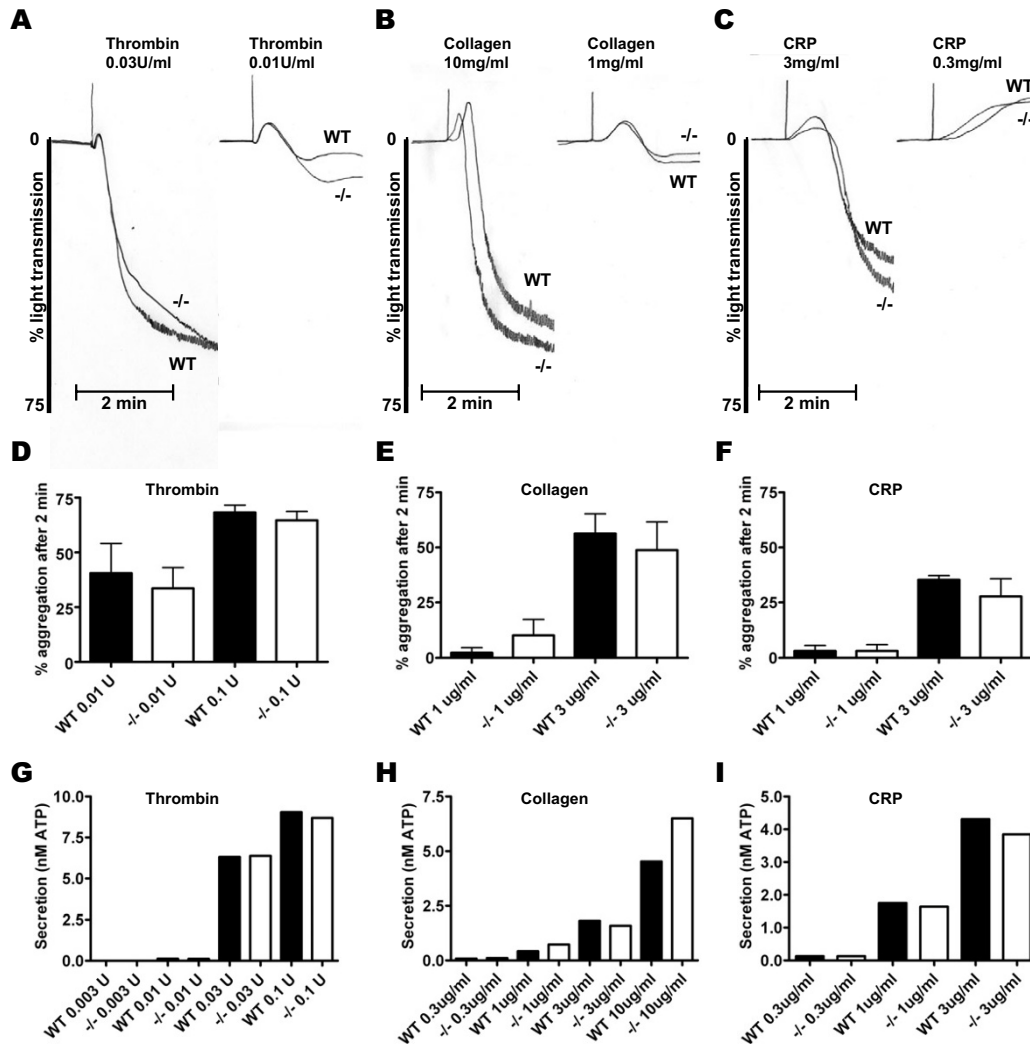 A
Thrombin
0.03U/ml
Thrombin
0.01U/ml
0
% light transmission
75
WT
-/-
-/-
WT
2 min
B
Collagen
10mg/ml
Collagen
1mg/ml
0
% light transmission
75
-/-
WT
WT
-/-
2 min
C
CRP
3mg/ml
CRP
0.3mg/ml
0
% light transmission
75
WT
-/-
WT
-/-
2 min
D
Thrombin
% aggregation after 2 min
75
50
25
0
WT 0.01 U
-/- 0.01 U
WT 0.1 U
-/- 0.1 U
E
Collagen
% aggregation after 2 min
75
50
25
0
WT 1 ug/ml
-/- 1 ug/ml
WT 3 ug/ml
-/- 3 ug/ml
F
CRP
% aggregation after 2 min
75
50
25
0
WT 1 ug/ml
-/- 1 ug/ml
WT 3 ug/ml
-/- 3 ug/ml
G
Thrombin
Secretion (nM ATP)
10.0
7.5
5.0
2.5
0.0
WT 0.003 U
-/- 0.003 U
WT 0.01 U
-/- 0.01 U
WT 0.03 U
-/- 0.03 U
WT 0.1 U
-/- 0.1 U
H
Collagen
Secretion (nM ATP)
7.5
5.0
2.5
0.0
WT 0.3ug/ml
-/- 0.3ug/ml
WT 1ug/ml
-/- 1ug/ml
WT 3ug/ml
-/- 3ug/ml
WT 10ug/ml
-/- 10ug/ml
I
CRP
Secretion (nM ATP)
5.0
4.0
3.0
2.0
1.0
0.0
WT 0.3ug/ml
-/- 0.3ug/ml
WT 1ug/ml
-/- 1ug/ml
WT 3ug/ml
-/- 3ug/ml